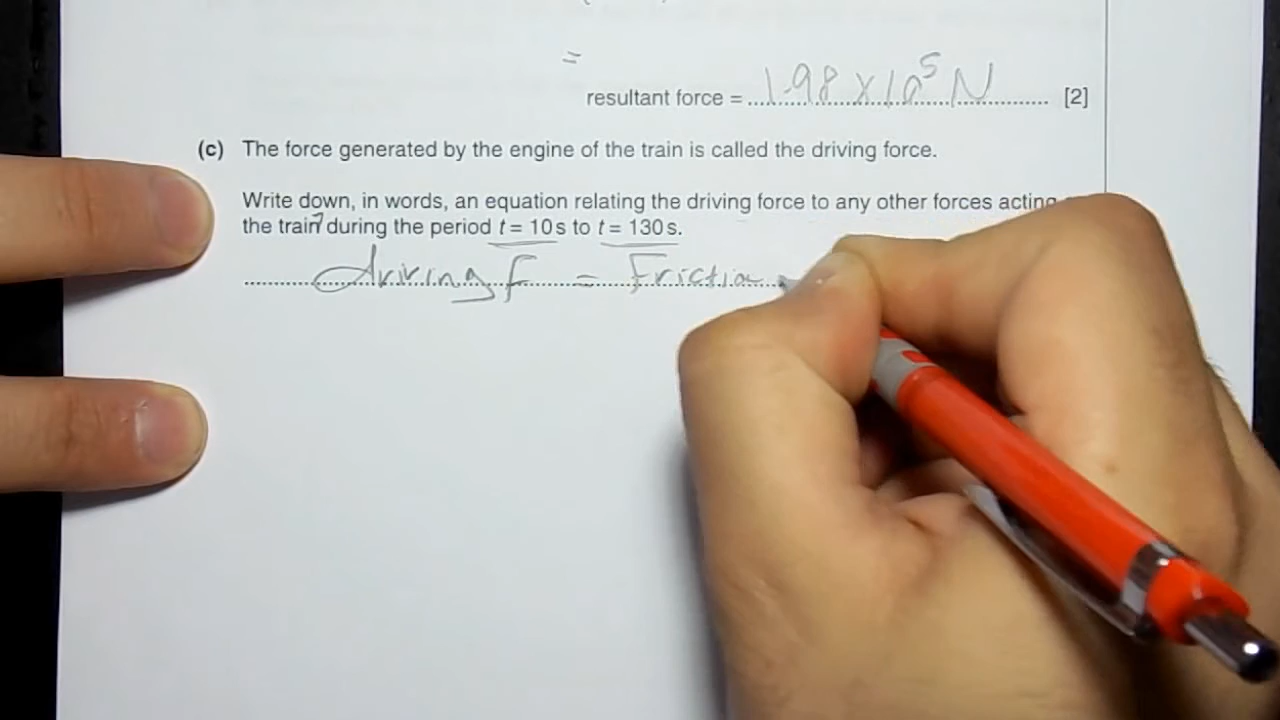 =
resultant force = 1.98 x 10⁵ N [2]
(c) The force generated by the engine of the train is called the driving force.
Write down, in words, an equation relating the driving force to any other forces acting
the train during the period t = 10 s to t = 130 s.
driving F = Frictio